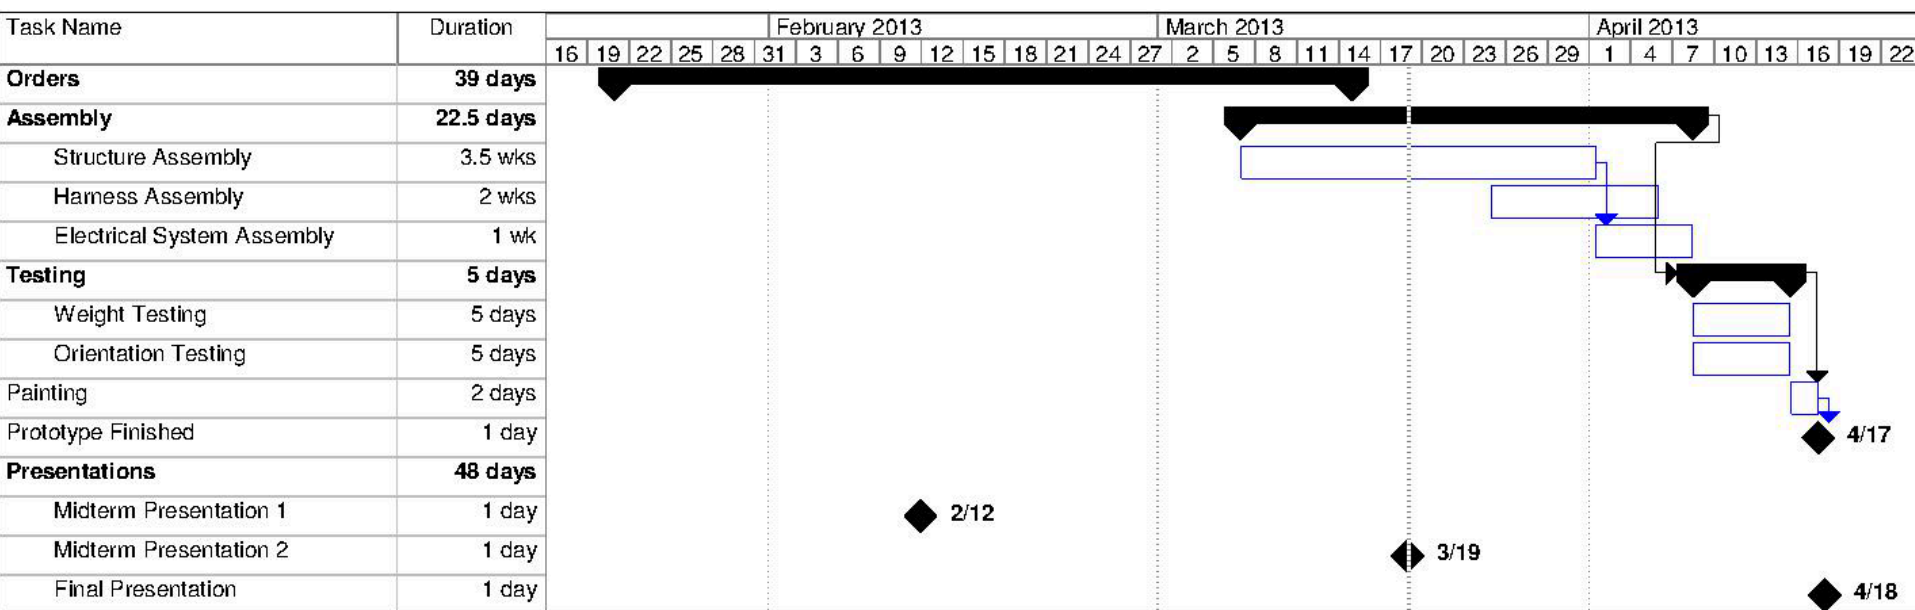 Task Name Duration February 2013 March 2013 April 2013
16 19 22 25 28 31 3 6 9 12 15 18 21 24 27 2 5 8 11 14 17 20 23 26 29 1 4 7 10 13 16 19 22
Orders 39 days
Assembly 22.5 days
Structure Assembly 3.5 wks
Harness Assembly 2 wks
Electrical System Assembly 1 wk
Testing 5 days
Weight Testing 5 days
Orientation Testing 5 days
Painting 2 days
Prototype Finished 1 day 4/17
Presentations 48 days
Midterm Presentation 1 1 day 2/12
Midterm Presentation 2 1 day 3/19
Final Presentation 1 day 4/18